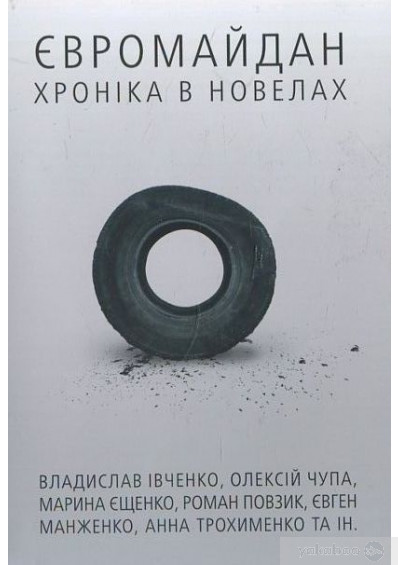 ЄВРОМАЙДАН
ХРОНІКА В НОВЕЛАХ
ВЛАДИСЛАВ ІВЧЕНКО, ОЛЕКСІЙ ЧУПА,
МАРИНА ЄЩЕНКО, РОМАН ПОВЗИК, ЄВГЕН
МАНЖЕНКО, АННА ТРОХИМЕНКО ТА ІН.